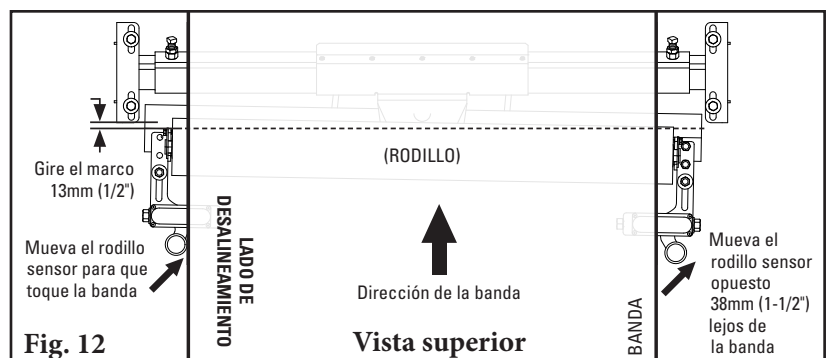 Gire el marco
13mm (1/2")
Mueva el rodillo
sensor para que
toque la banda
Fig. 12
LADO DE
DESALINEAMIENTO
(RODILLO)
Dirección de la banda
Vista superior
BANDA
Mueva el
rodillo sensor
opuesto
38mm (1-1/2")
lejos de
la banda